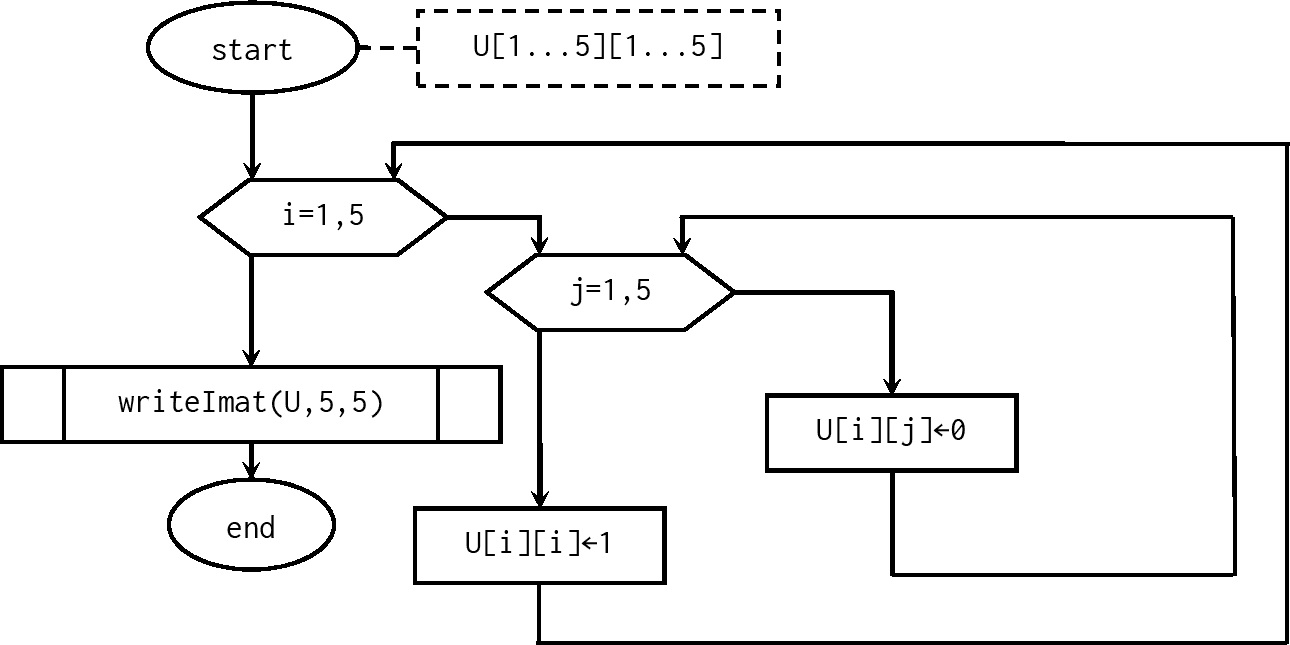 start
U[1...5][1...5]
i=1,5
j=1,5
writeImat(U,5,5)
U[i][j]←0
end
U[i][i]←1